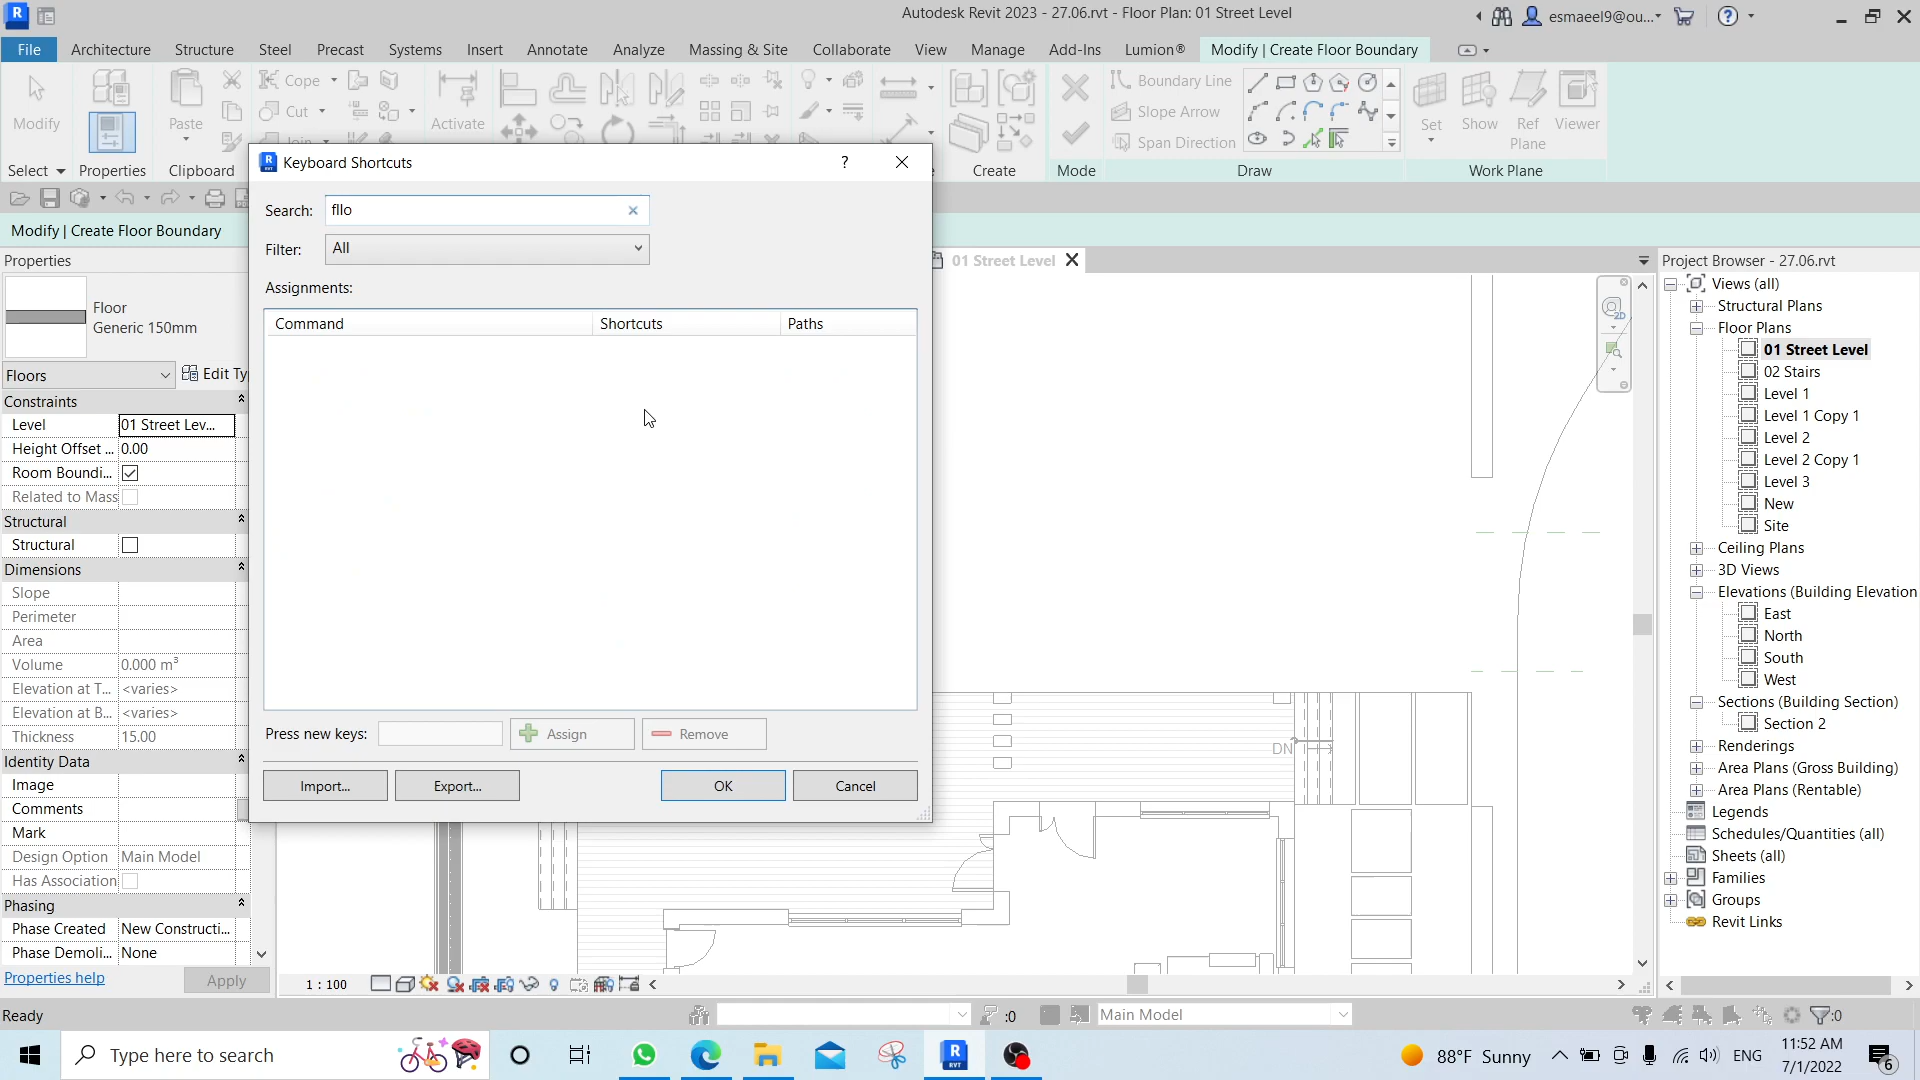 Autodesk Revit 2023 - 27.06.rvt - Floor Plan: 01 Street Level
esmaeel9@ou...
File Architecture Structure Steel Precast Systems Insert Annotate Analyze Massing & Site Collaborate View Manage Add-Ins Lumion® Modify | Create Floor Boundary
Modify
Paste
Cope
Cut
Join
Activate
Boundary Line
Slope Arrow
Span Direction
Set
Show
Ref Plane
Viewer
Select Properties Clipboard Create Mode Draw Work Plane
Modify | Create Floor Boundary
Properties
Floor
Generic 150mm
Floors
Edit Ty
Constraints
Level 01 Street Lev...
Height Offset ... 0.00
Room Boundi...
Related to Mass
Structural
Structural
Dimensions
Slope
Perimeter
Area
Volume 0.000 m³
Elevation at T... <varies>
Elevation at B... <varies>
Thickness 15.00
Identity Data
Image
Comments
Mark
Design Option Main Model
Has Association
Phasing
Phase Created New Constructi...
Phase Demoli... None
Properties help Apply
Keyboard Shortcuts
?
Search: fllo
Filter: All
Assignments:
Command Shortcuts Paths
Press new keys: Assign Remove
Import... Export... OK Cancel
01 Street Level
2D
DN
1 : 100
Project Browser - 27.06.rvt
Views (all)
Structural Plans
Floor Plans
01 Street Level
02 Stairs
Level 1
Level 1 Copy 1
Level 2
Level 2 Copy 1
Level 3
New
Site
Ceiling Plans
3D Views
Elevations (Building Elevation
East
North
South
West
Sections (Building Section)
Section 2
Renderings
Area Plans (Gross Building)
Area Plans (Rentable)
Legends
Schedules/Quantities (all)
Sheets (all)
Families
Groups
Revit Links
Ready
:0
Main Model
:0
Type here to search
88°F Sunny
ENG
11:52 AM
7/1/2022
6